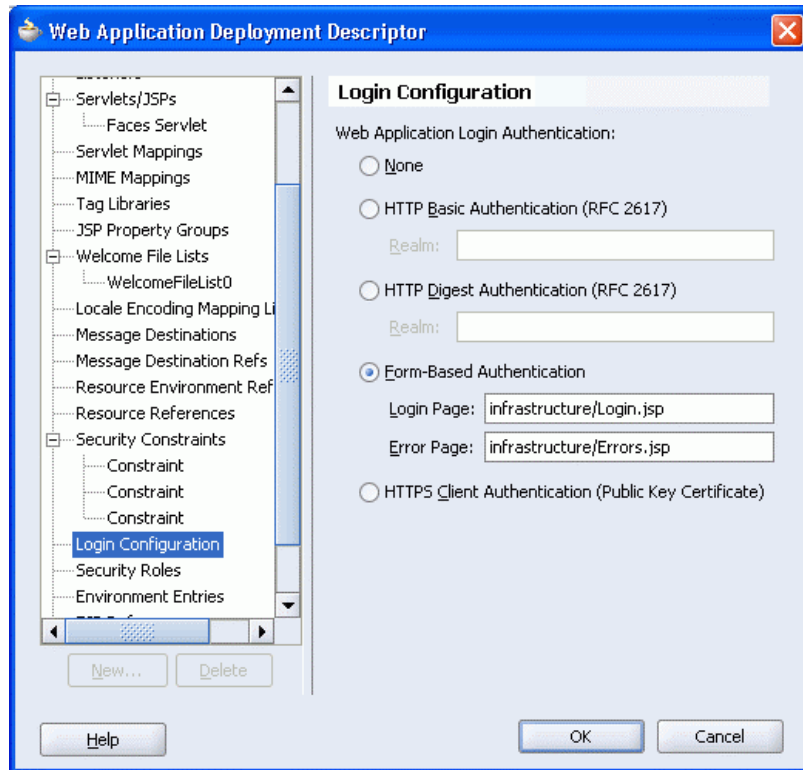 Web Application Deployment Descriptor
Servlets/JSPs
Faces Servlet
Servlet Mappings
MIME Mappings
Tag Libraries
JSP Property Groups
Welcome File Lists
WelcomeFileList0
Locale Encoding Mapping Li
Message Destinations
Message Destination Refs
Resource Environment Ref
Resource References
Security Constraints
Constraint
Constraint
Constraint
Login Configuration
Security Roles
Environment Entries
New...
Delete
Login Configuration
Web Application Login Authentication:
None
HTTP Basic Authentication (RFC 2617)
Realm:
HTTP Digest Authentication (RFC 2617)
Realm:
Form-Based Authentication
Login Page: infrastructure/Login.jsp
Error Page: infrastructure/Errors.jsp
HTTPS Client Authentication (Public Key Certificate)
Help
OK
Cancel